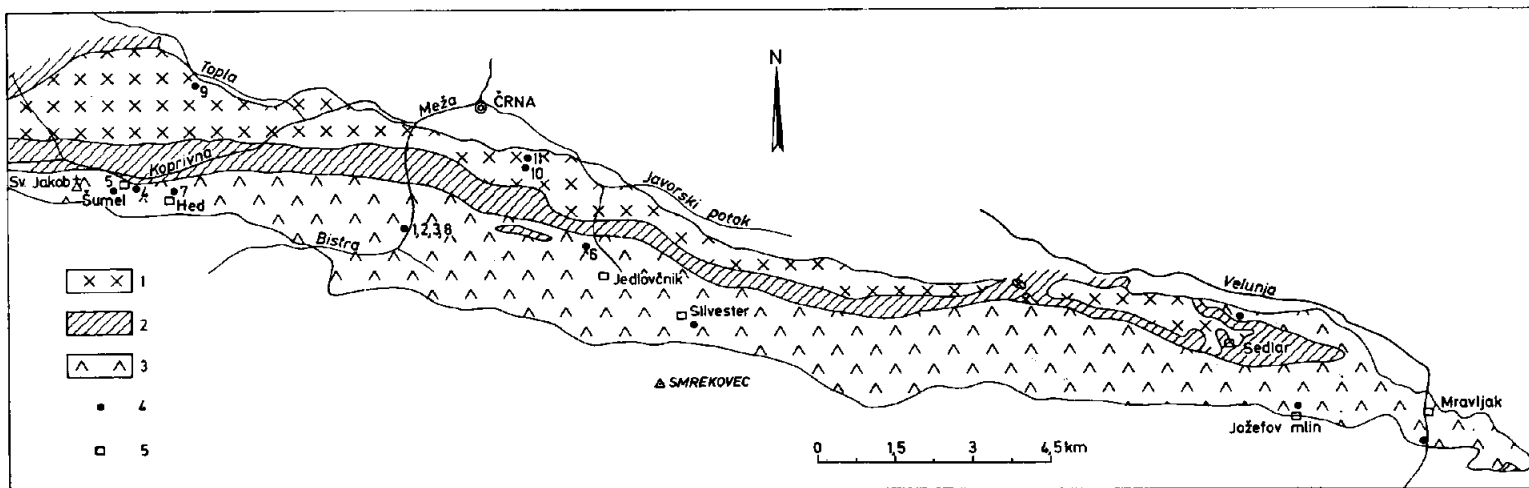 N
Topla
9
Meža
ČRNA
Koprivna
11
10
Sv. Jakob
5
4
7
Šumel
Hed
Javorski potok
Bistra
1,2,3,8
6
Jedlovčnik
Velunja
1
2
3
4
5
Silvester
Sedlar
SMREKOVEC
Mravljak
Jožefov mlin
0 1,5 3 4,5 km